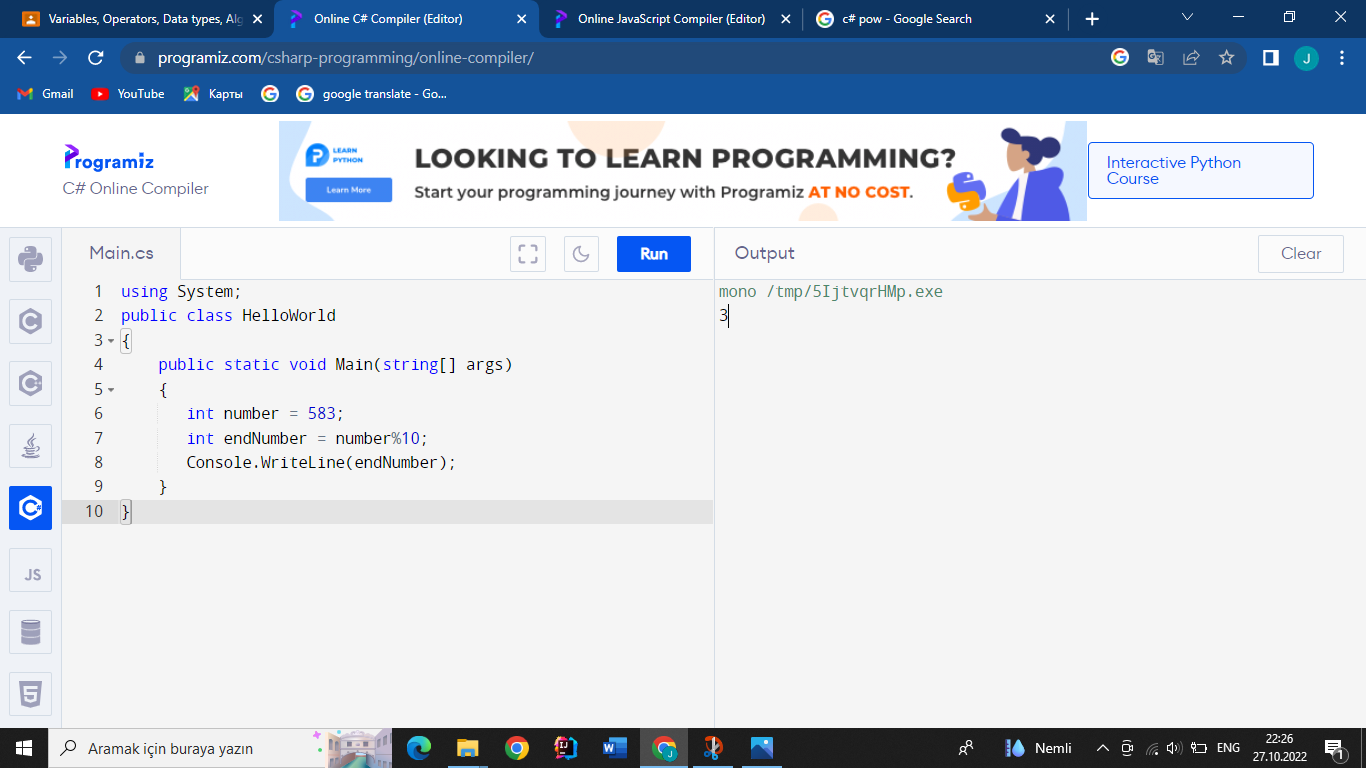 Variables, Operators, Data types, Alg
Online C# Compiler (Editor)
Online JavaScript Compiler (Editor)
c# pow - Google Search
programiz.com/csharp-programming/online-compiler/
J
Gmail
YouTube
Карты
google translate - Go...
Programiz
C# Online Compiler
LEARN
PYTHON
Learn More
LOOKING TO LEARN PROGRAMMING?
Start your programming journey with Programiz AT NO COST.
Interactive Python
Course
Main.cs
Run
Output
Clear
1 using System;
2 public class HelloWorld
3 {
4     public static void Main(string[] args)
5     {
6        int number = 583;
7        int endNumber = number%10;
8        Console.WriteLine(endNumber);
9     }
10 }
mono /tmp/5IjtvqrHMp.exe
3
JS
Aramak için buraya yazın
Nemli
ENG
22:26
27.10.2022
1